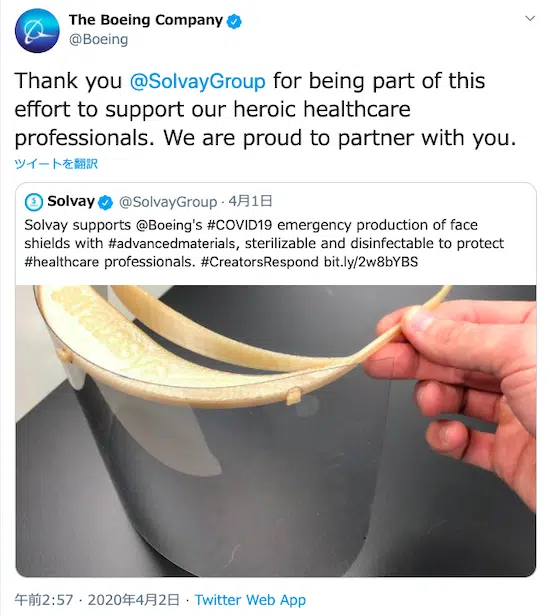 The Boeing Company
@Boeing
Thank you @SolvayGroup for being part of this
effort to support our heroic healthcare
professionals. We are proud to partner with you.
ツイートを翻訳
Solvay @SolvayGroup · 4月1日
Solvay supports @Boeing's #COVID19 emergency production of face
shields with #advancedmaterials, sterilizable and disinfectable to protect
#healthcare professionals. #CreatorsRespond bit.ly/2w8bYBS
午前2:57 · 2020年4月2日 · Twitter Web App